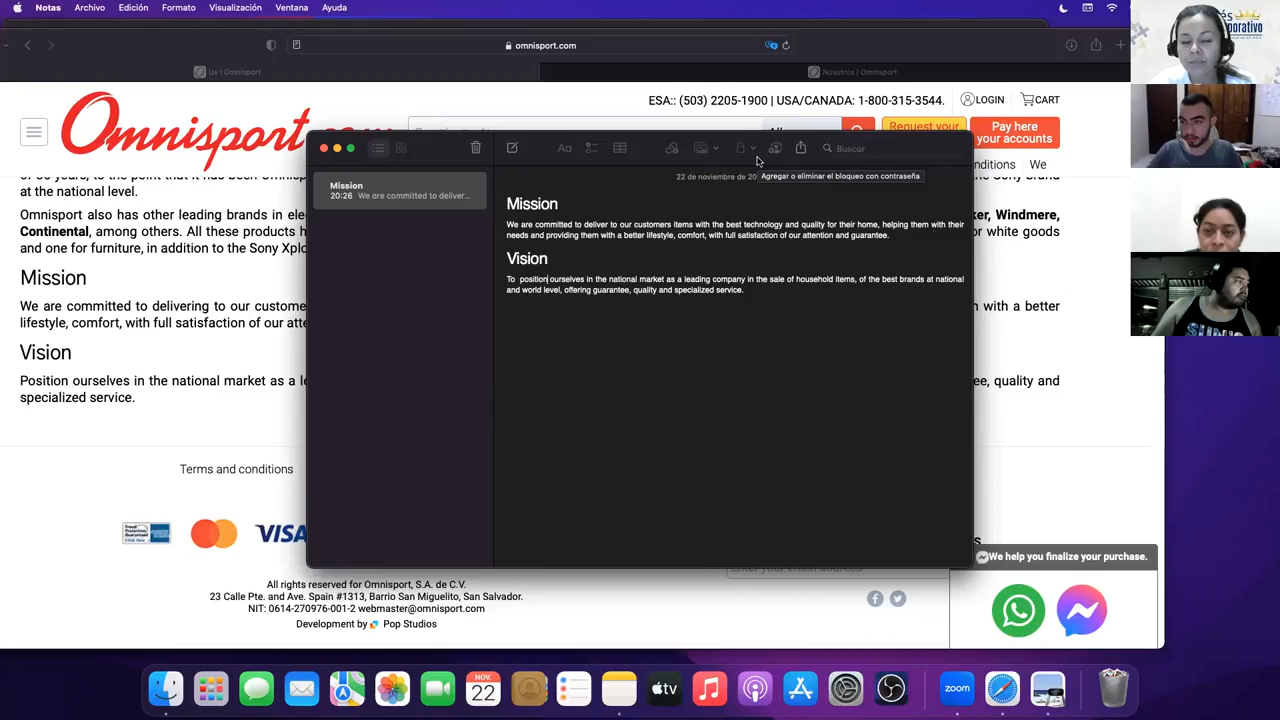 Notas Archivo Edición Formato Visualización Ventana Ayuda
omnisport.com
Us | Omnisport
Nosotros | Omnisport
Omnisport.com
ESA:: (503) 2205-1900 | USA/CANADA: 1-800-315-3544.
LOGIN
CART
Request your
Pay here
your accounts
We
at the national level.
Omnisport also has other leading brands in
Windmere,
Continental, among others. All these products
or white goods
and one for furniture, in addition to the Sony
Mission
We are committed to delivering to our
with a better
lifestyle, comfort, with full satisfaction of our
Vision
Position ourselves in the national market as a
quality and
specialized service.
Buscar
Agregar o eliminar el bloqueo con contraseña
22 de noviembre de 20
Mission
20:26 We are committed to deliver...
Mission
We are committed to deliver to our customers items with the best technology and quality for their home, helping them with their
needs and providing them with a better lifestyle, comfort, with full satisfaction of our attention and guarantee.
Vision
To position ourselves in the national market as a leading company in the sale of household items, of the best brands at national
and world level, offering guarantee, quality and specialized service.
Terms and conditions
VISA
All rights reserved for Omnisport, S.A. de C.V.
23 Calle Pte. and Ave. Spain #1313, Barrio San Miguelito, San Salvador.
NIT: 0614-270976-001-2 webmaster@omnisport.com
Development by Pop Studios
We help you finalize your purchase.
NOV.
22
tv
zoom